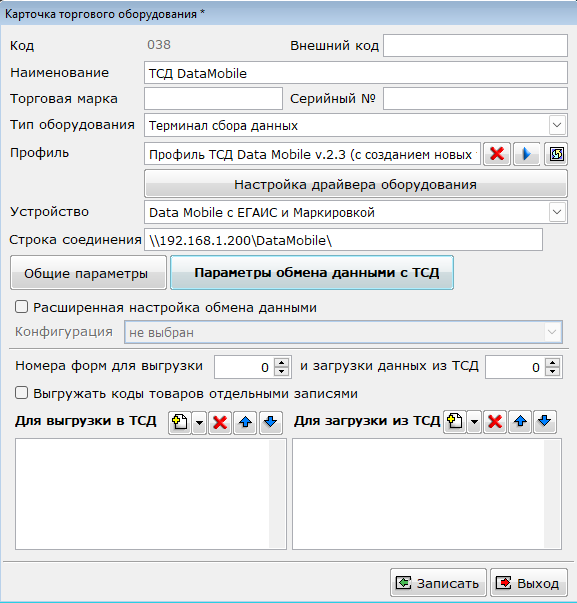 Карточка торгового оборудования *
Код 038 Внешний код
Наименование ТСД DataMobile
Торговая марка Серийный №
Тип оборудования Терминал сбора данных
Профиль Профиль ТСД Data Mobile v.2.3 (с созданием новых
Настройка драйвера оборудования
Устройство Data Mobile с ЕГАИС и Маркировкой
Строка соединения \\192.168.1.200\DataMobile\
Общие параметры Параметры обмена данными с ТСД
Расширенная настройка обмена данными
Конфигурация не выбран
Номера форм для выгрузки 0 и загрузки данных из ТСД 0
Выгружать коды товаров отдельными записями
Для выгрузки в ТСД Для загрузки из ТСД
Записать Выход